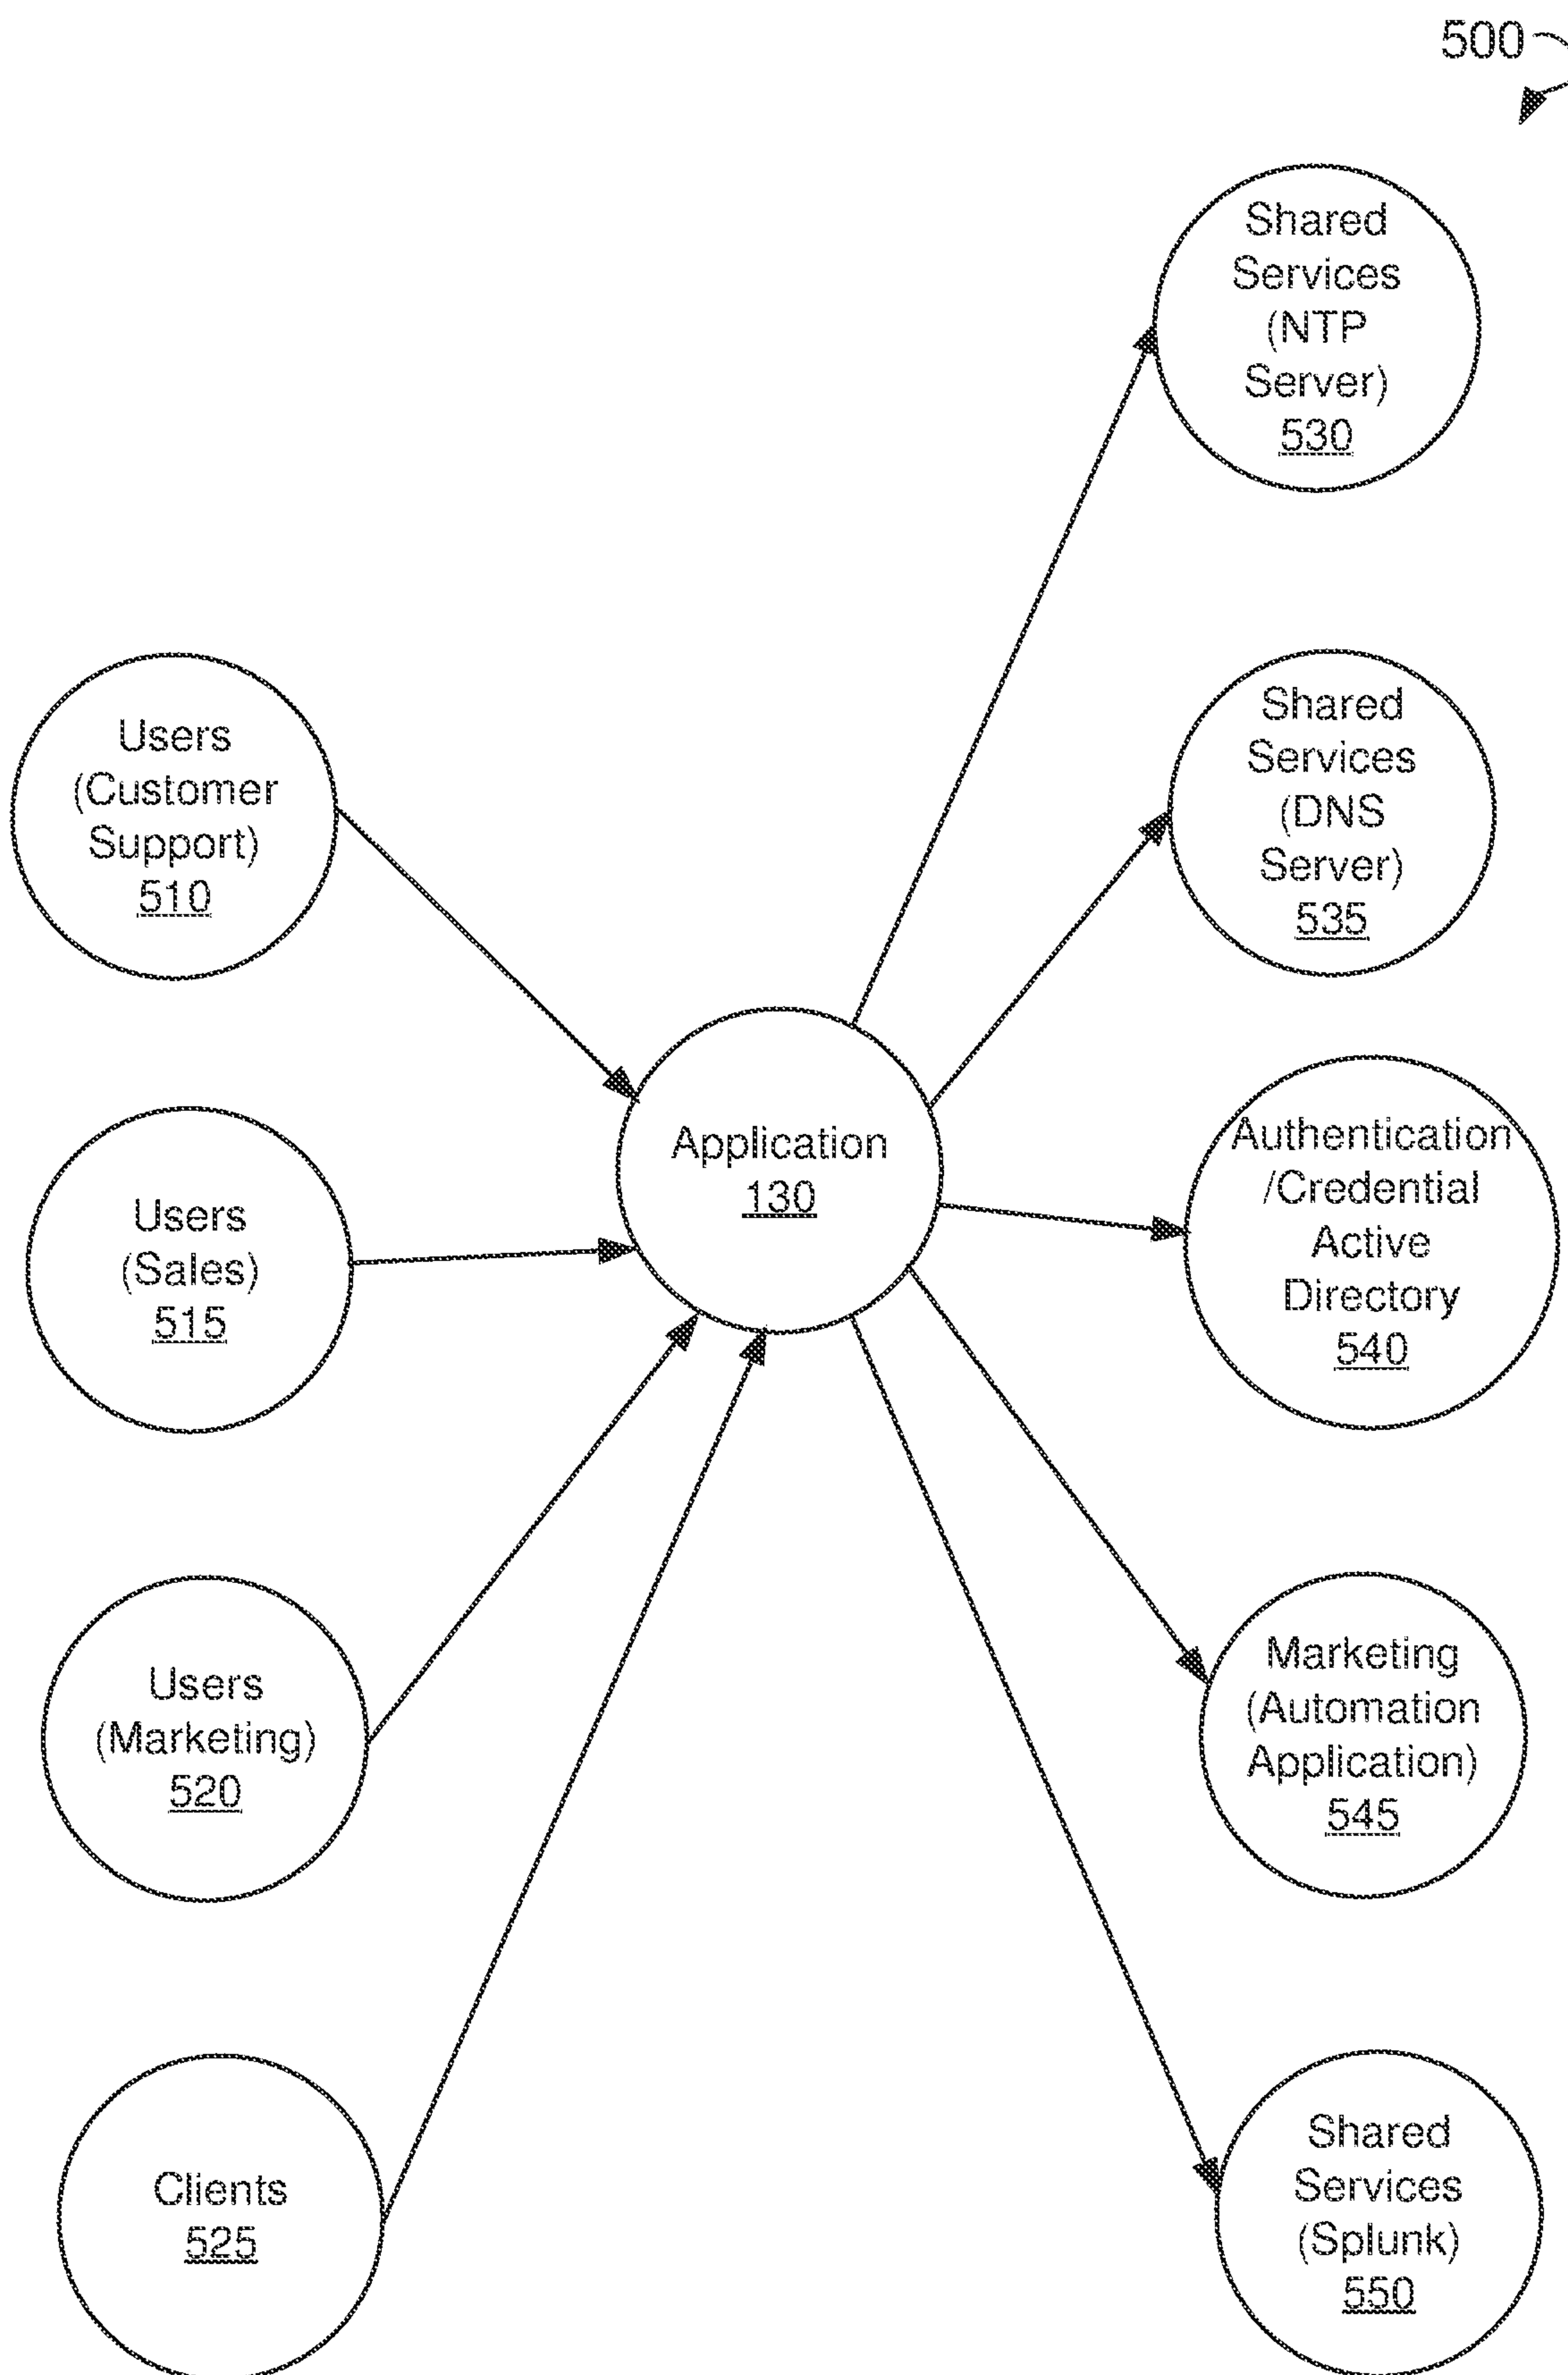 500
Shared
Services
(NTP
Server)
530
Users
(Customer
Support)
510
Shared
Services
(DNS
Server)
535
Application
130
Users
(Sales)
515
Authentication
/Credential
Active
Directory
540
Users
(Marketing)
520
Marketing
(Automation
Application)
545
Clients
525
Shared
Services
(Splunk)
550